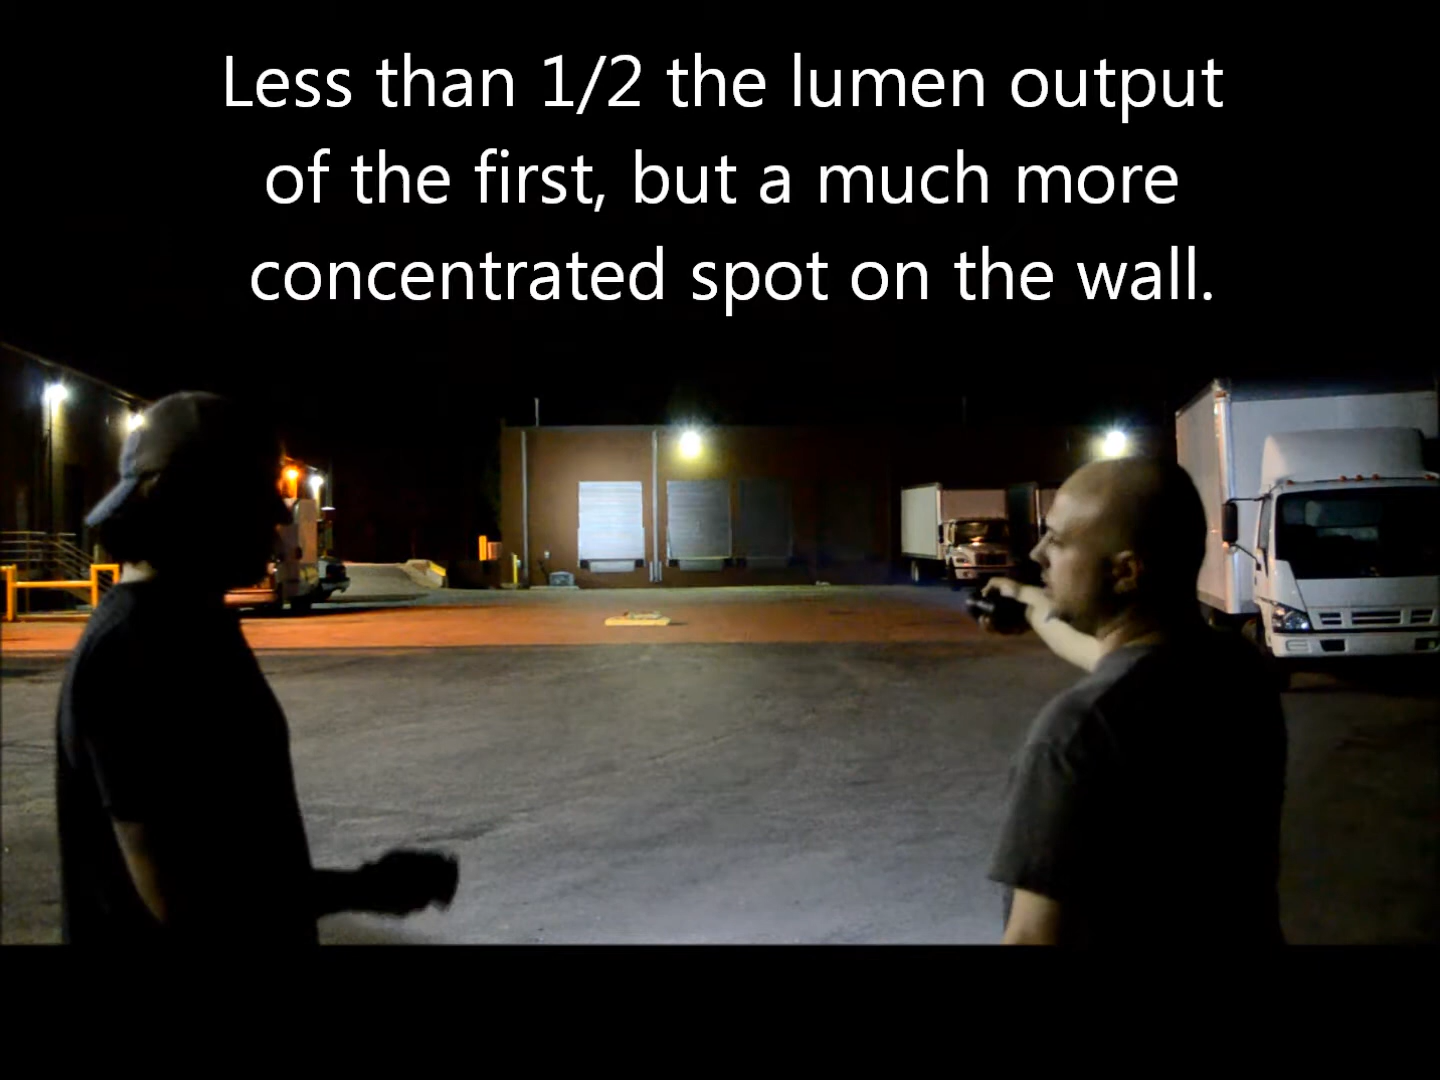 Less than 1/2 the lumen output
of the first, but a much more
concentrated spot on the wall.